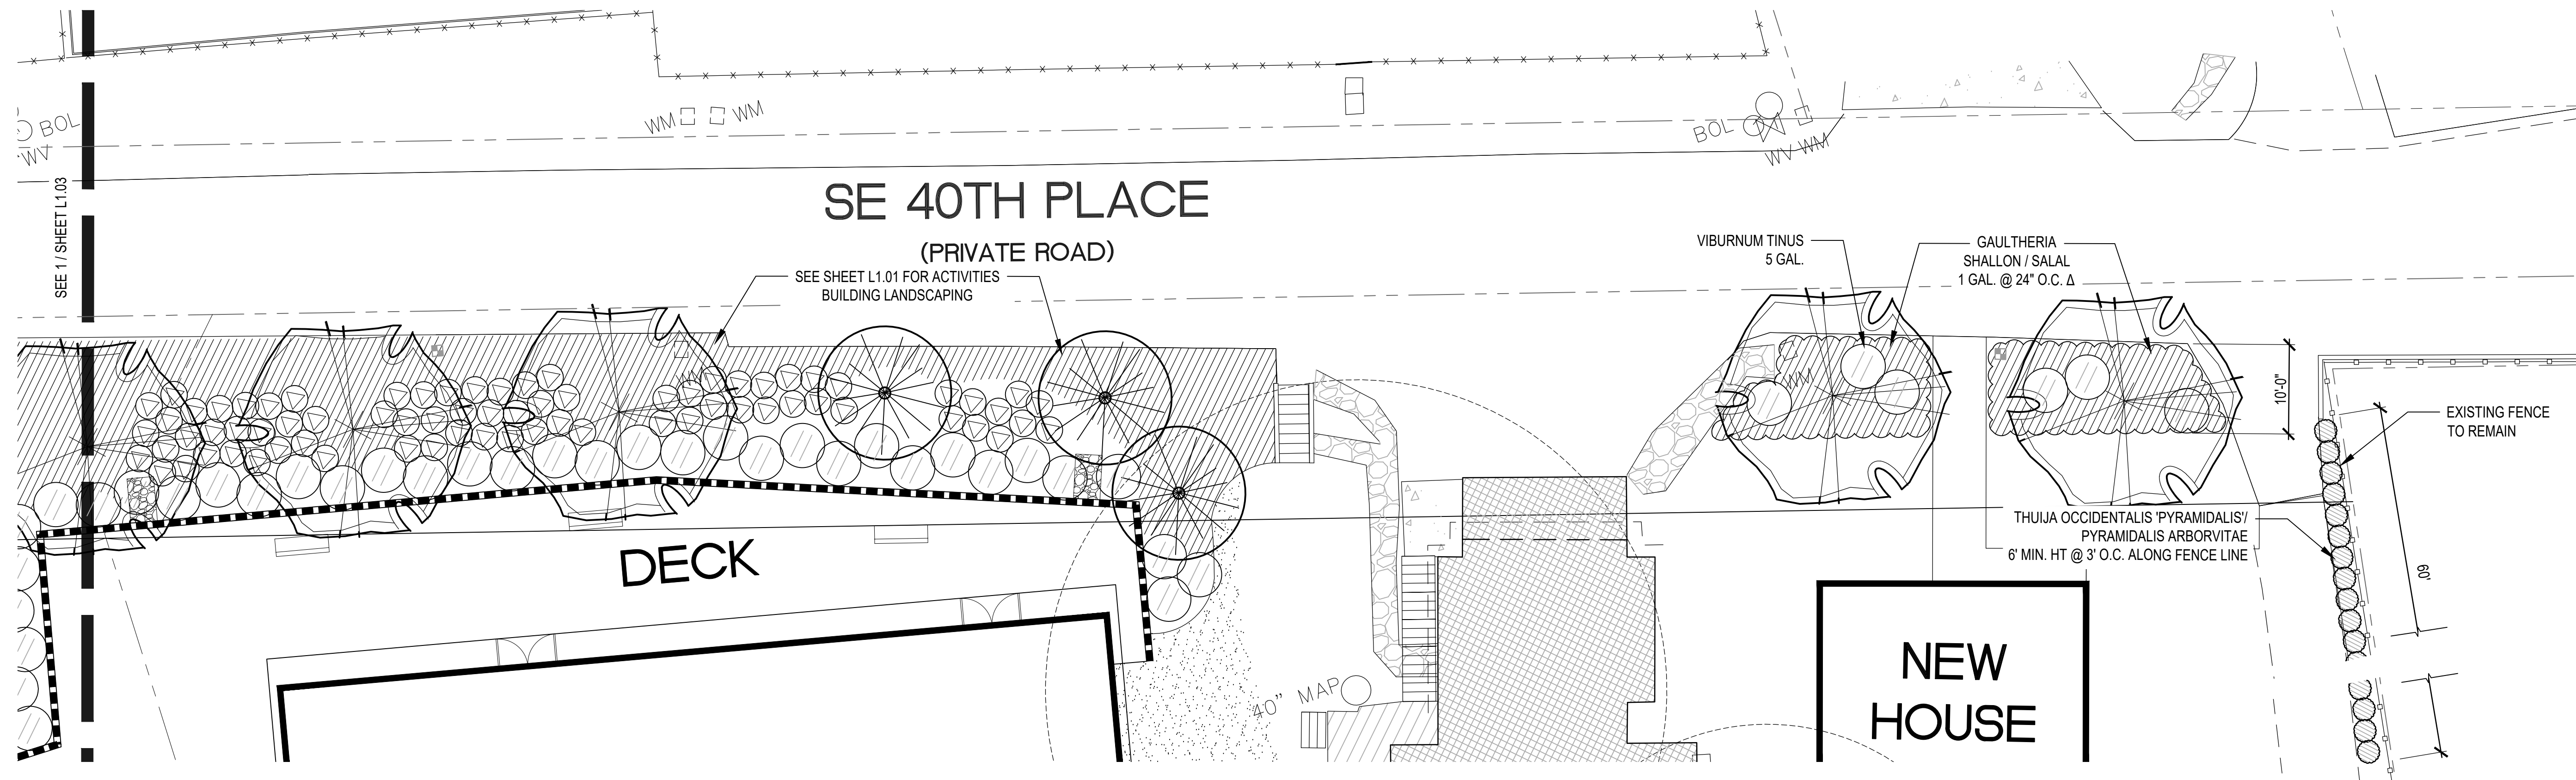 BOL
WV
SEE 1 / SHEET L1.03
WM
WM
BOL
WV WM
SE 40TH PLACE
(PRIVATE ROAD)
SEE SHEET L1.01 FOR ACTIVITIES
BUILDING LANDSCAPING
VIBURNUM TINUS
5 GAL.
GAULTHERIA
SHALLON / SALAL
1 GAL. @ 24" O.C. Δ
WM
WM
10'-0"
EXISTING FENCE
TO REMAIN
THUIJA OCCIDENTALIS 'PYRAMIDALIS'/
PYRAMIDALIS ARBORVITAE
6' MIN. HT @ 3' O.C. ALONG FENCE LINE
60'
DECK
40" MAP
NEW
HOUSE